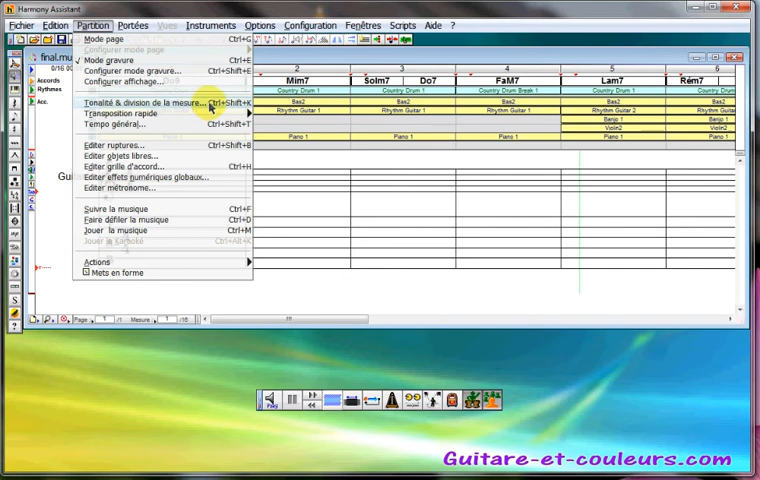 Harmony Assistant
Fichier Edition Partition Portées Vues Instruments Options Configuration Fenêtres Scripts Aide ?
Mode page Ctrl+G
Configurer mode page
Mode gravure Ctrl+E
Configurer mode gravure... Ctrl+Shift+E
Configurer affichage...
Tonalité & division de la mesure... Ctrl+Shift+K
Transposition rapide
Tempo général... Ctrl+Shift+T
Editer ruptures... Ctrl+Shift+B
Editer objets libres...
Editer grille d'accord... Ctrl+H
Editer effets numériques globaux...
Editer métronome...
Suivre la musique Ctrl+F
Faire défiler la musique Ctrl+D
Jouer la musique Ctrl+M
Jouer le Karaoké Ctrl+Alt+K
Actions
Mets en forme
final.mu
0/16
2 3 4 5 6
Accords Mim7 Solm7 Do7 FaM7 Lam7 Rém7
Rythmes Country Drum 1 Country Drum 1 Country Drum 1 Country Drum 1 Country Drum
Acc. Bas2 Bas2 Bas2 Bas2 Bas2
Rhythm Guitar 1 Rhythm Guitar 1 Rhythm Guitar 1 Rhythm Guitar 2 Rhythm Guitar
Banjo 1 Banjo 1
Violin2 Violin2
Piano 1 Piano 1 Piano 1 Piano 1 Piano 1
Page : 1 /1 Mesure : 1 /16
Guitare-et-couleurs.com